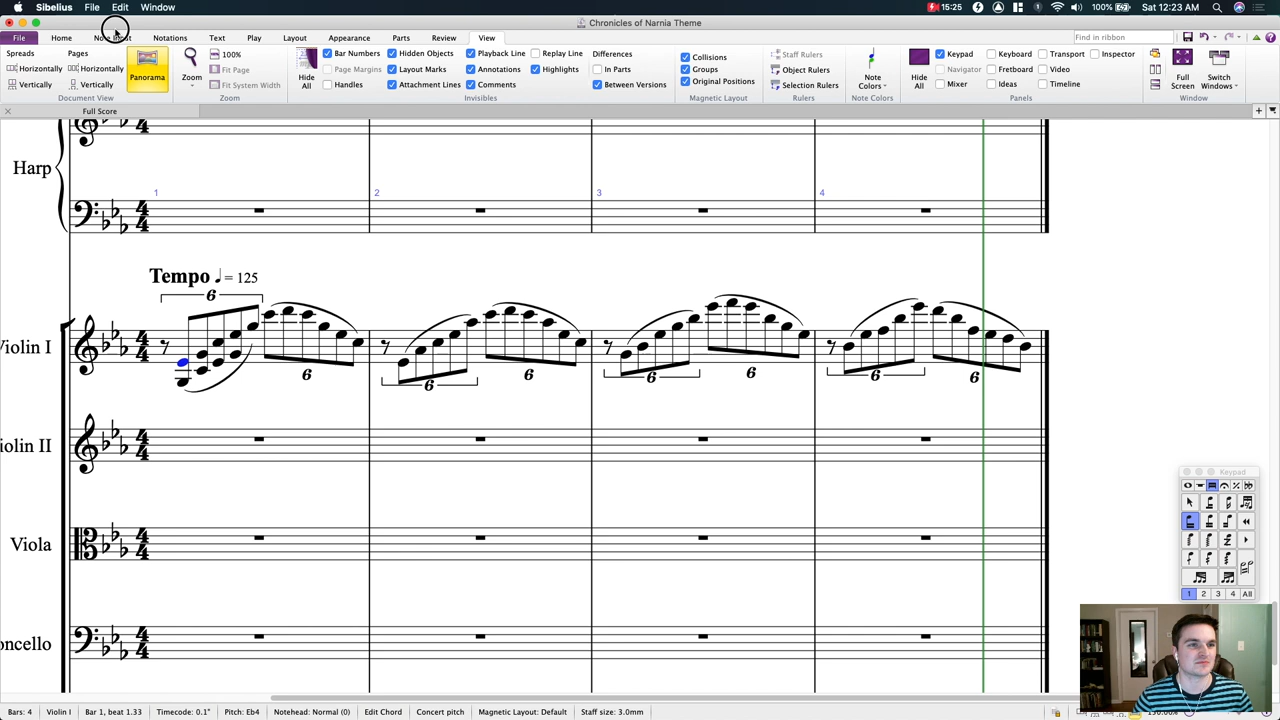 Sibelius File Edit Window
15:25 100% Sat 12:23 AM
Chronicles of Narnia Theme
File Home Note Input Notations Text Play Layout Appearance Parts Review View Find in ribbon
Spreads Pages 100% Bar Numbers Hidden Objects Playback Line Replay Line Differences Collisions Staff Rulers Keypad Keyboard Transport Inspector
Horizontally Horizontally Fit Page Page Margins Layout Marks Annotations Highlights In Parts Groups Object Rulers Navigator Fretboard Video
Panorama Zoom Hide All Note Colors Hide All Full Screen Switch Windows
Vertically Vertically Fit System Width Handles Attachment Lines Comments Between Versions Original Positions Selection Rulers Mixer Ideas Timeline
Document View Zoom Invisibles Magnetic Layout Rulers Note Colors Panels Window
Full Score
Harp
1 2 3 4
Tempo = 125
6
Violin I
6 6 6 6 6 6 6
iolin II
Viola
oncello
Keypad
1 2 3 4 All
Bars: 4 Violin I Bar 1, beat 1.33 Timecode: 0.1" Pitch: Eb4 Notehead: Normal (0) Edit Chord Concert pitch Magnetic Layout: Default Staff size: 3.0mm